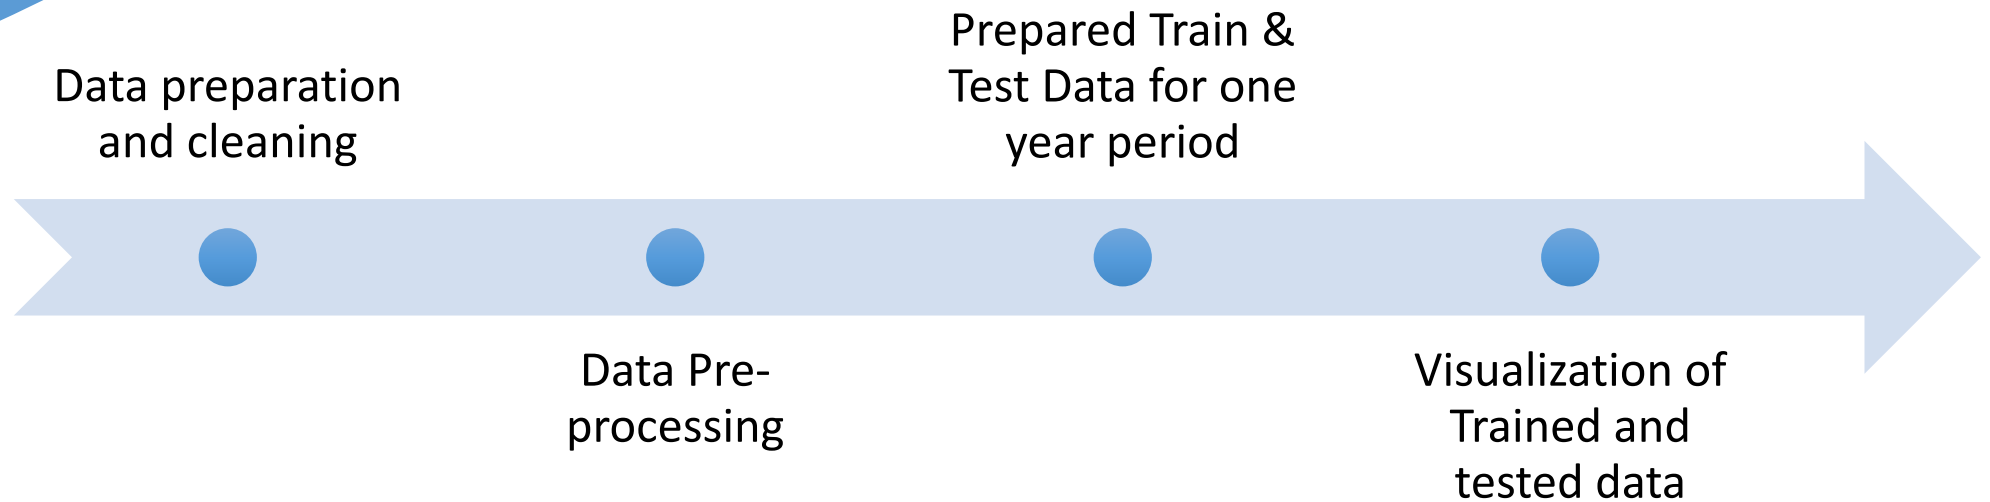 Data preparation
and cleaning
Data Pre-
processing
Prepared Train &
Test Data for one
year period
Visualization of
Trained and
tested data